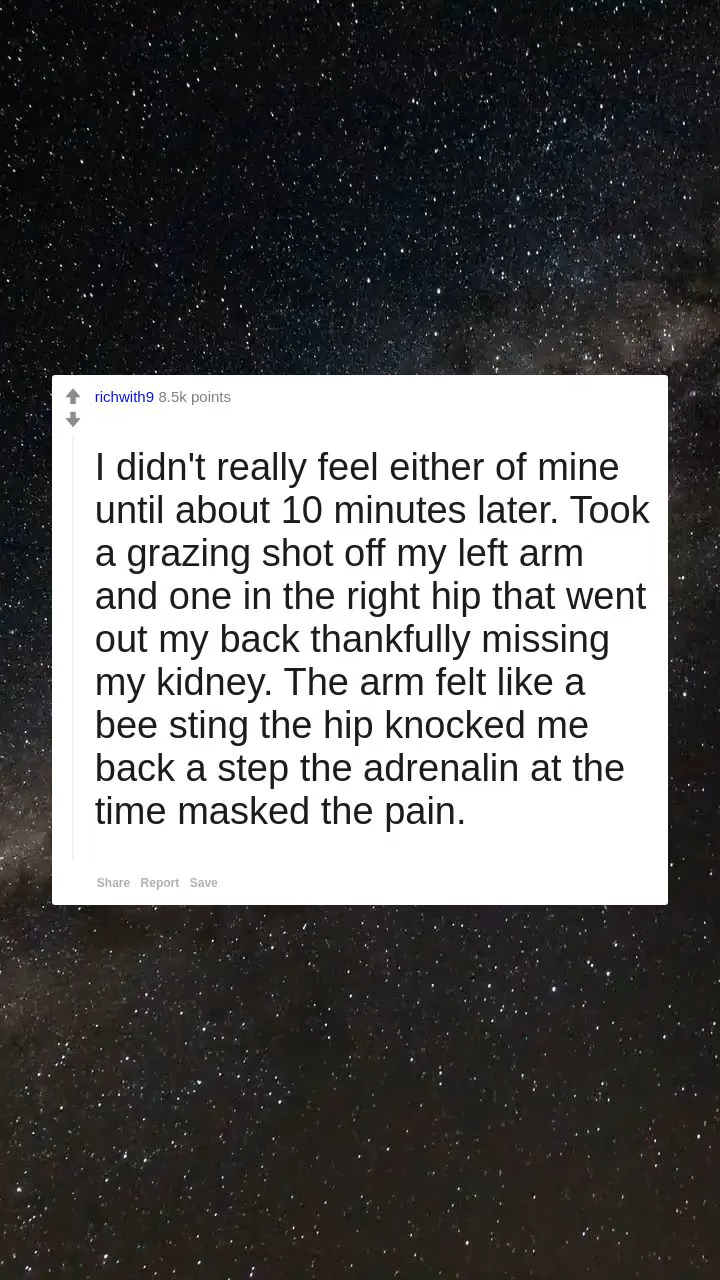 richwith9 8.5k points
I didn't really feel either of mine
until about 10 minutes later. Took
a grazing shot off my left arm
and one in the right hip that went
out my back thankfully missing
my kidney. The arm felt like a
bee sting the hip knocked me
back a step the adrenalin at the
time masked the pain.
Share Report Save